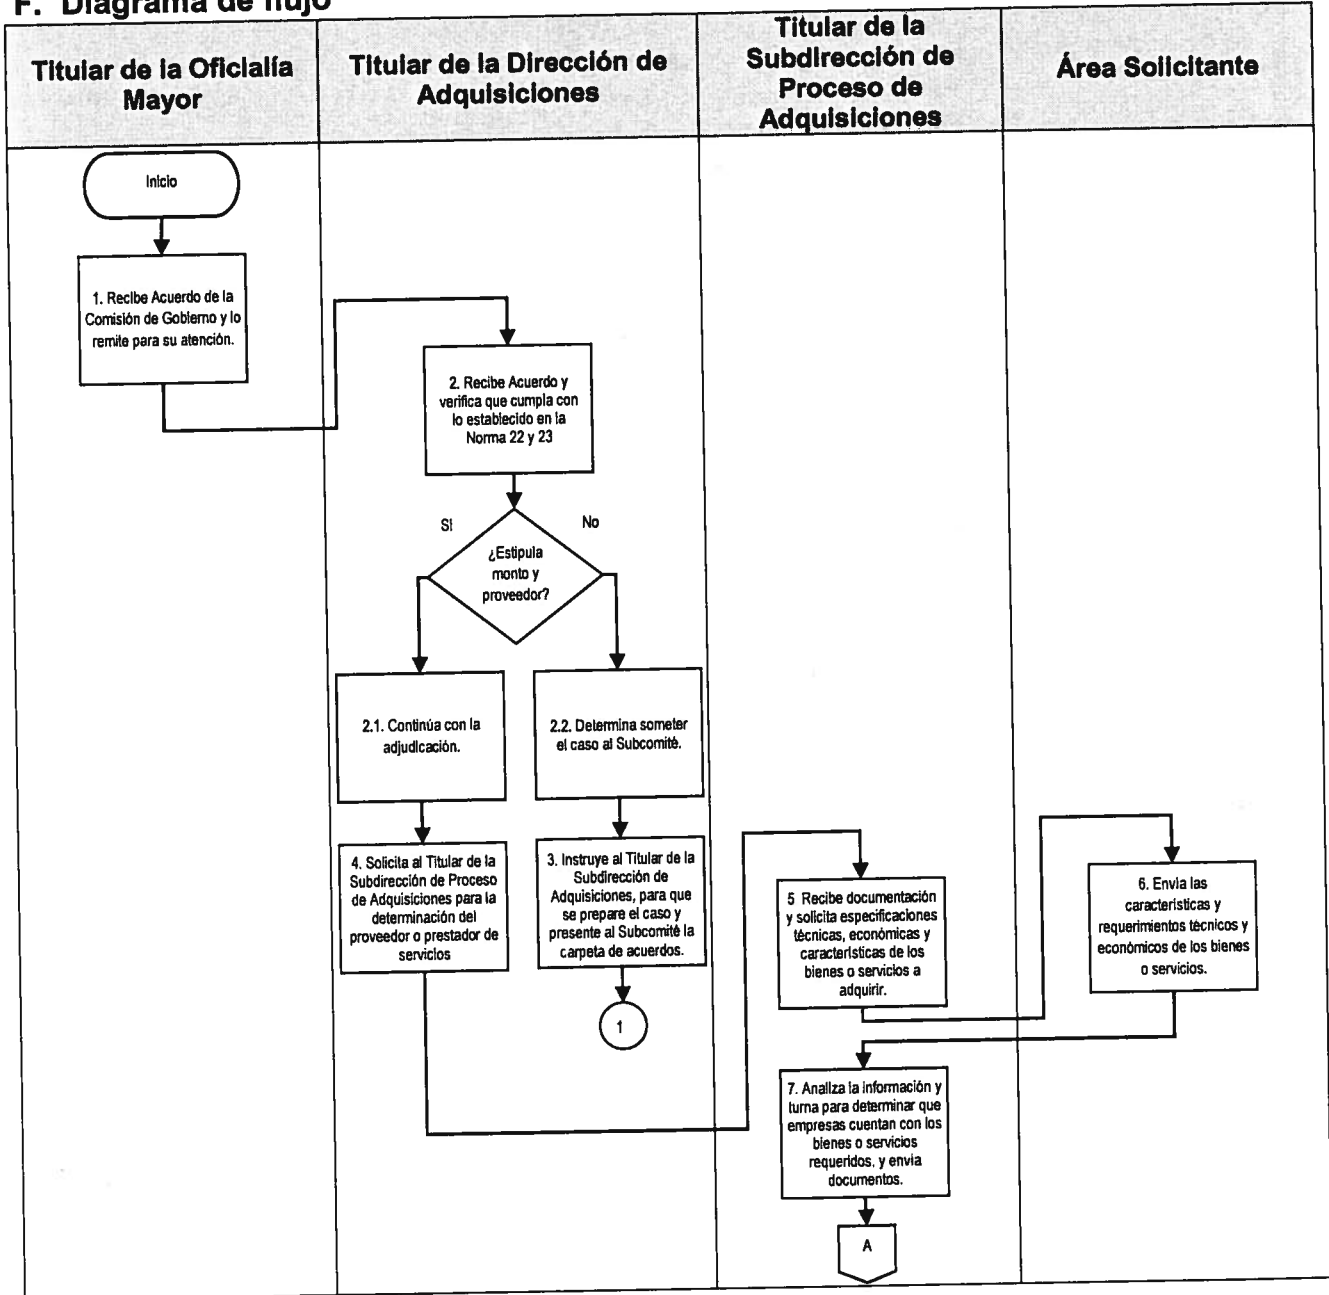 F. Diagrama de flujo
Titular de la Oficialía
Mayor
Titular de la Dirección de
Adquisiciones
Titular de la
Subdirección de
Proceso de
Adquisiciones
Área Solicitante
Inicio
1. Recibe Acuerdo de la
Comisión de Gobierno y lo
remite para su atención.
2. Recibe Acuerdo y
verifica que cumpla con
lo establecido en la
Norma 22 y 23
SI
No
¿Estipula
monto y
proveedor?
2.1. Continúa con la
adjudicación.
2.2. Determina someter
el caso al Subcomité.
4. Solicita al Titular de la
Subdirección de Proceso
de Adquisiciones para la
determinación del
proveedor o prestador de
servicios
3. Instruye al Titular de la
Subdirección de
Adquisiciones, para que
se prepare el caso y
presente al Subcomité la
carpeta de acuerdos.
1
5 Recibe documentación
y solicita especificaciones
técnicas, económicas y
características de los
bienes o servicios a
adquirir.
6. Envía las
características y
requerimientos técnicos y
económicos de los bienes
o servicios.
7. Analiza la información y
turna para determinar que
empresas cuentan con los
bienes o servicios
requeridos, y envía
documentos.
A